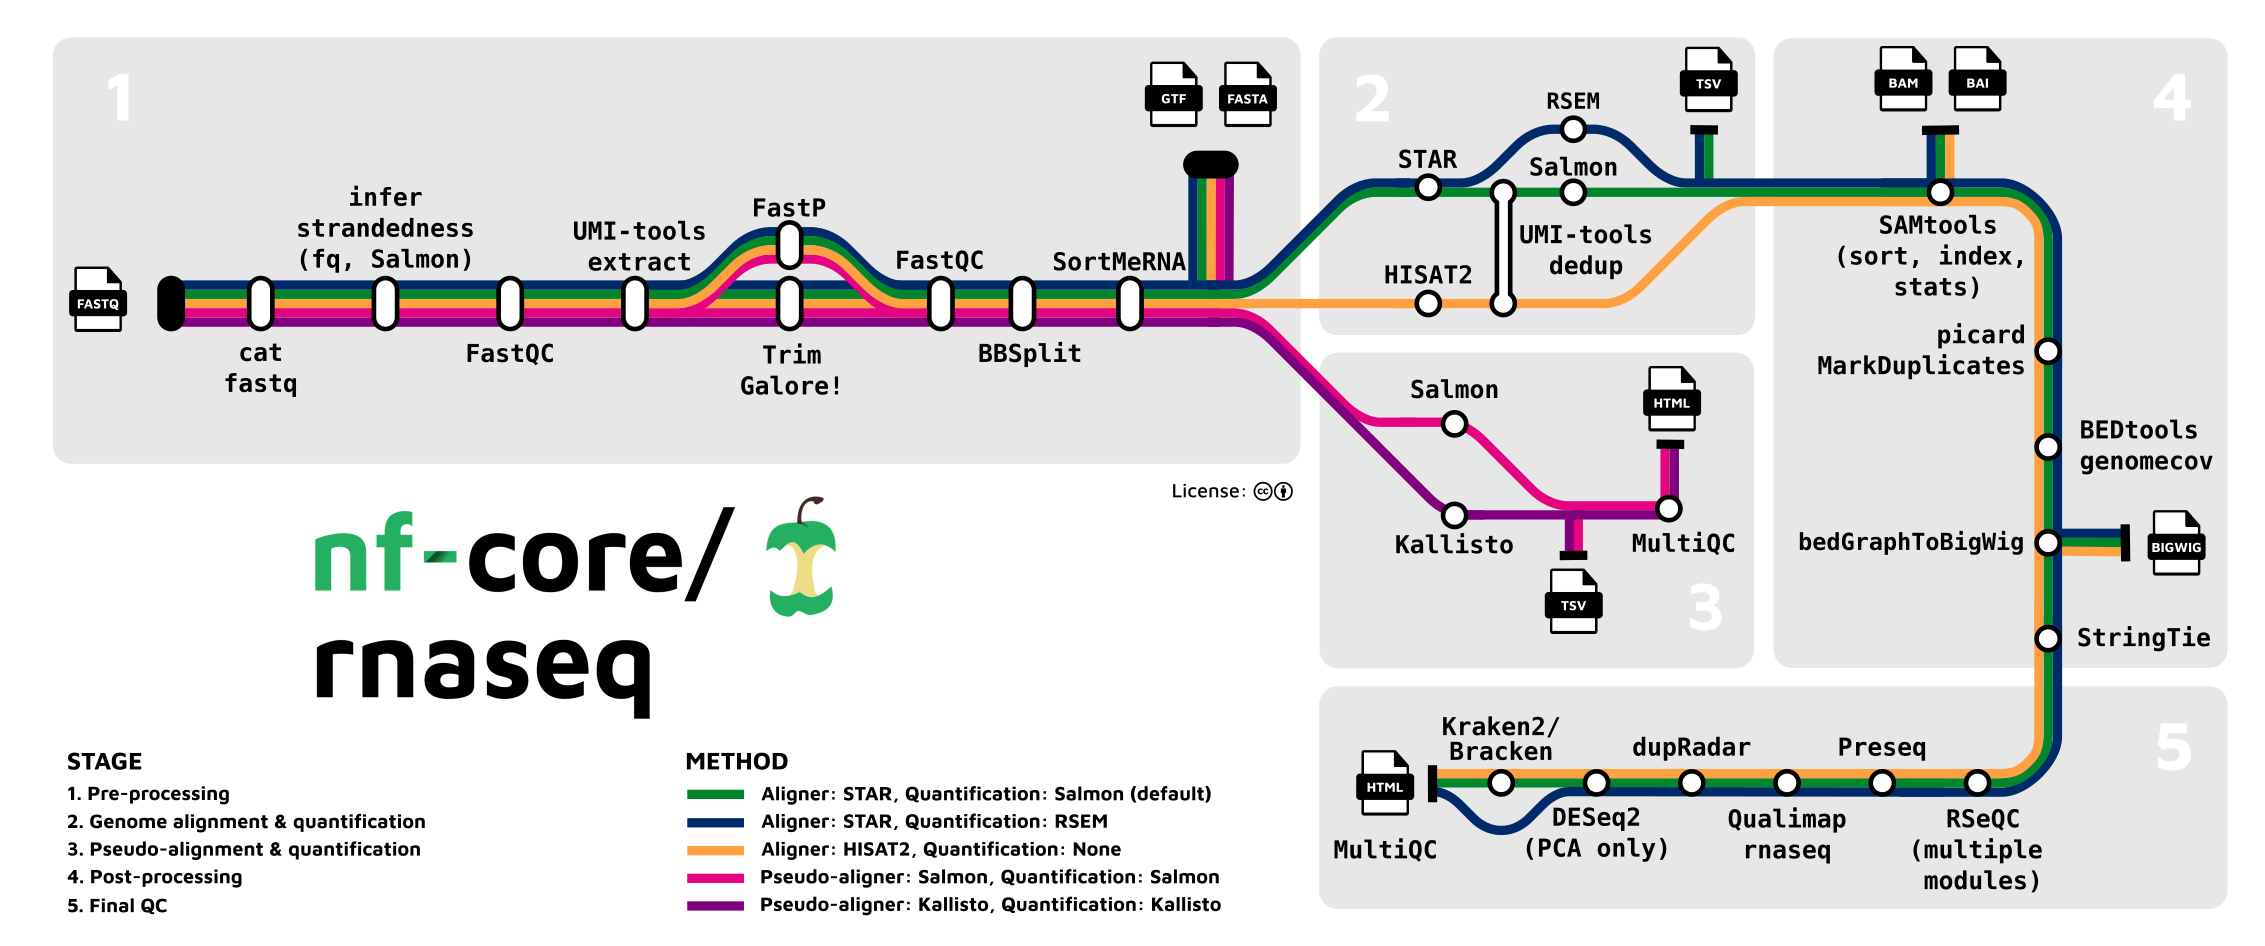 1
GTF
FASTA
infer
strandedness
(fq, Salmon)
UMI-tools
extract
FastP
FastQC
SortMeRNA
FASTQ
cat
fastq
FastQC
Trim
Galore!
BBSplit
2
RSEM
TSV
STAR
Salmon
UMI-tools
dedup
HISAT2
4
BAM
BAI
SAMtools
(sort, index,
stats)
picard
MarkDuplicates
BEDtools
genomecov
bedGraphToBigWig
BIGWIG
StringTie
Salmon
HTML
Kallisto
MultiQC
TSV
3
License: cc
nf-core/
rnaseq
5
Kraken2/
Bracken
dupRadar
Preseq
HTML
MultiQC
DESeq2
(PCA only)
Qualimap
rnaseq
RSeQC
(multiple
modules)
STAGE
1. Pre-processing
2. Genome alignment & quantification
3. Pseudo-alignment & quantification
4. Post-processing
5. Final QC
METHOD
Aligner: STAR, Quantification: Salmon (default)
Aligner: STAR, Quantification: RSEM
Aligner: HISAT2, Quantification: None
Pseudo-aligner: Salmon, Quantification: Salmon
Pseudo-aligner: Kallisto, Quantification: Kallisto